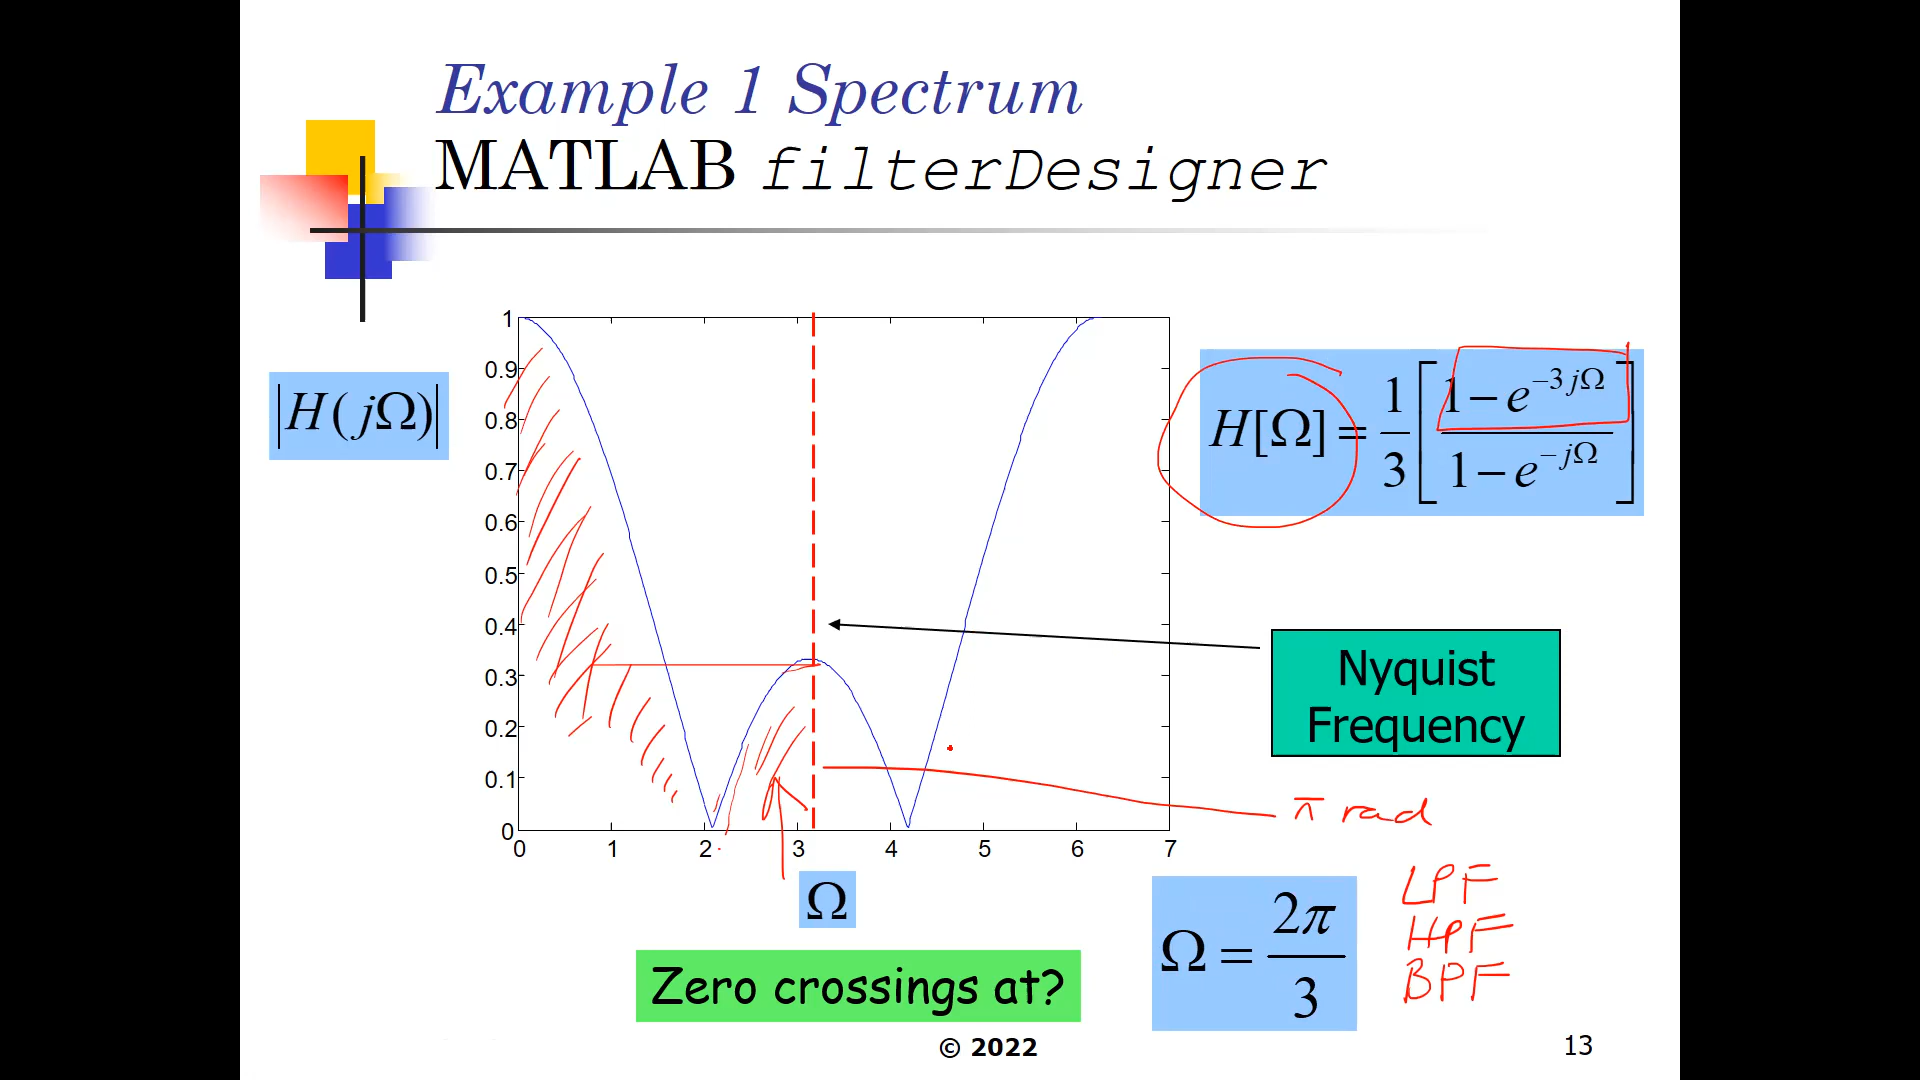 Example 1 Spectrum
MATLAB filterDesigner
|H(jΩ)|
1
0.9
0.8
0.7
0.6
0.5
0.4
0.3
0.2
0.1
0
0 1 2 3 4 5 6 7
Ω
H[Ω] = 1/3 [ (1 − e^{−3jΩ}) / (1 − e^{−jΩ}) ]
Nyquist
Frequency
π rad
Zero crossings at?
Ω = 2π/3
LPF
HPF
BPF
© 2022
13